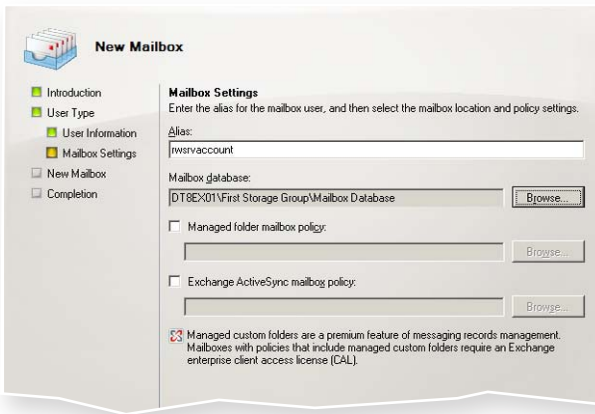 New Mailbox
Introduction
User Type
User Information
Mailbox Settings
New Mailbox
Completion
Mailbox Settings
Enter the alias for the mailbox user, and then select the mailbox location and policy settings.
Alias:
rwsrvaccount
Mailbox database:
DT8EX01\First Storage Group\Mailbox Database
Browse...
Managed folder mailbox policy:
Browse...
Exchange ActiveSync mailbox policy:
Browse...
Managed custom folders are a premium feature of messaging records management.
Mailboxes with policies that include managed custom folders require an Exchange
enterprise client access license (CAL).